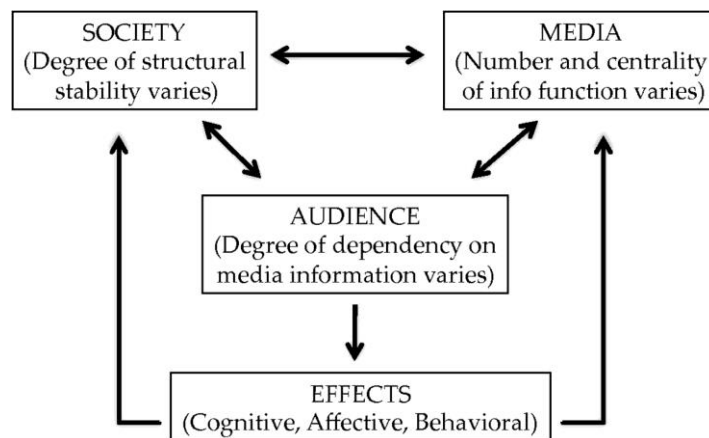 SOCIETY
(Degree of structural
stability varies)
MEDIA
(Number and centrality
of info function varies)
AUDIENCE
(Degree of dependency on
media information varies)
EFFECTS
(Cognitive, Affective, Behavioral)